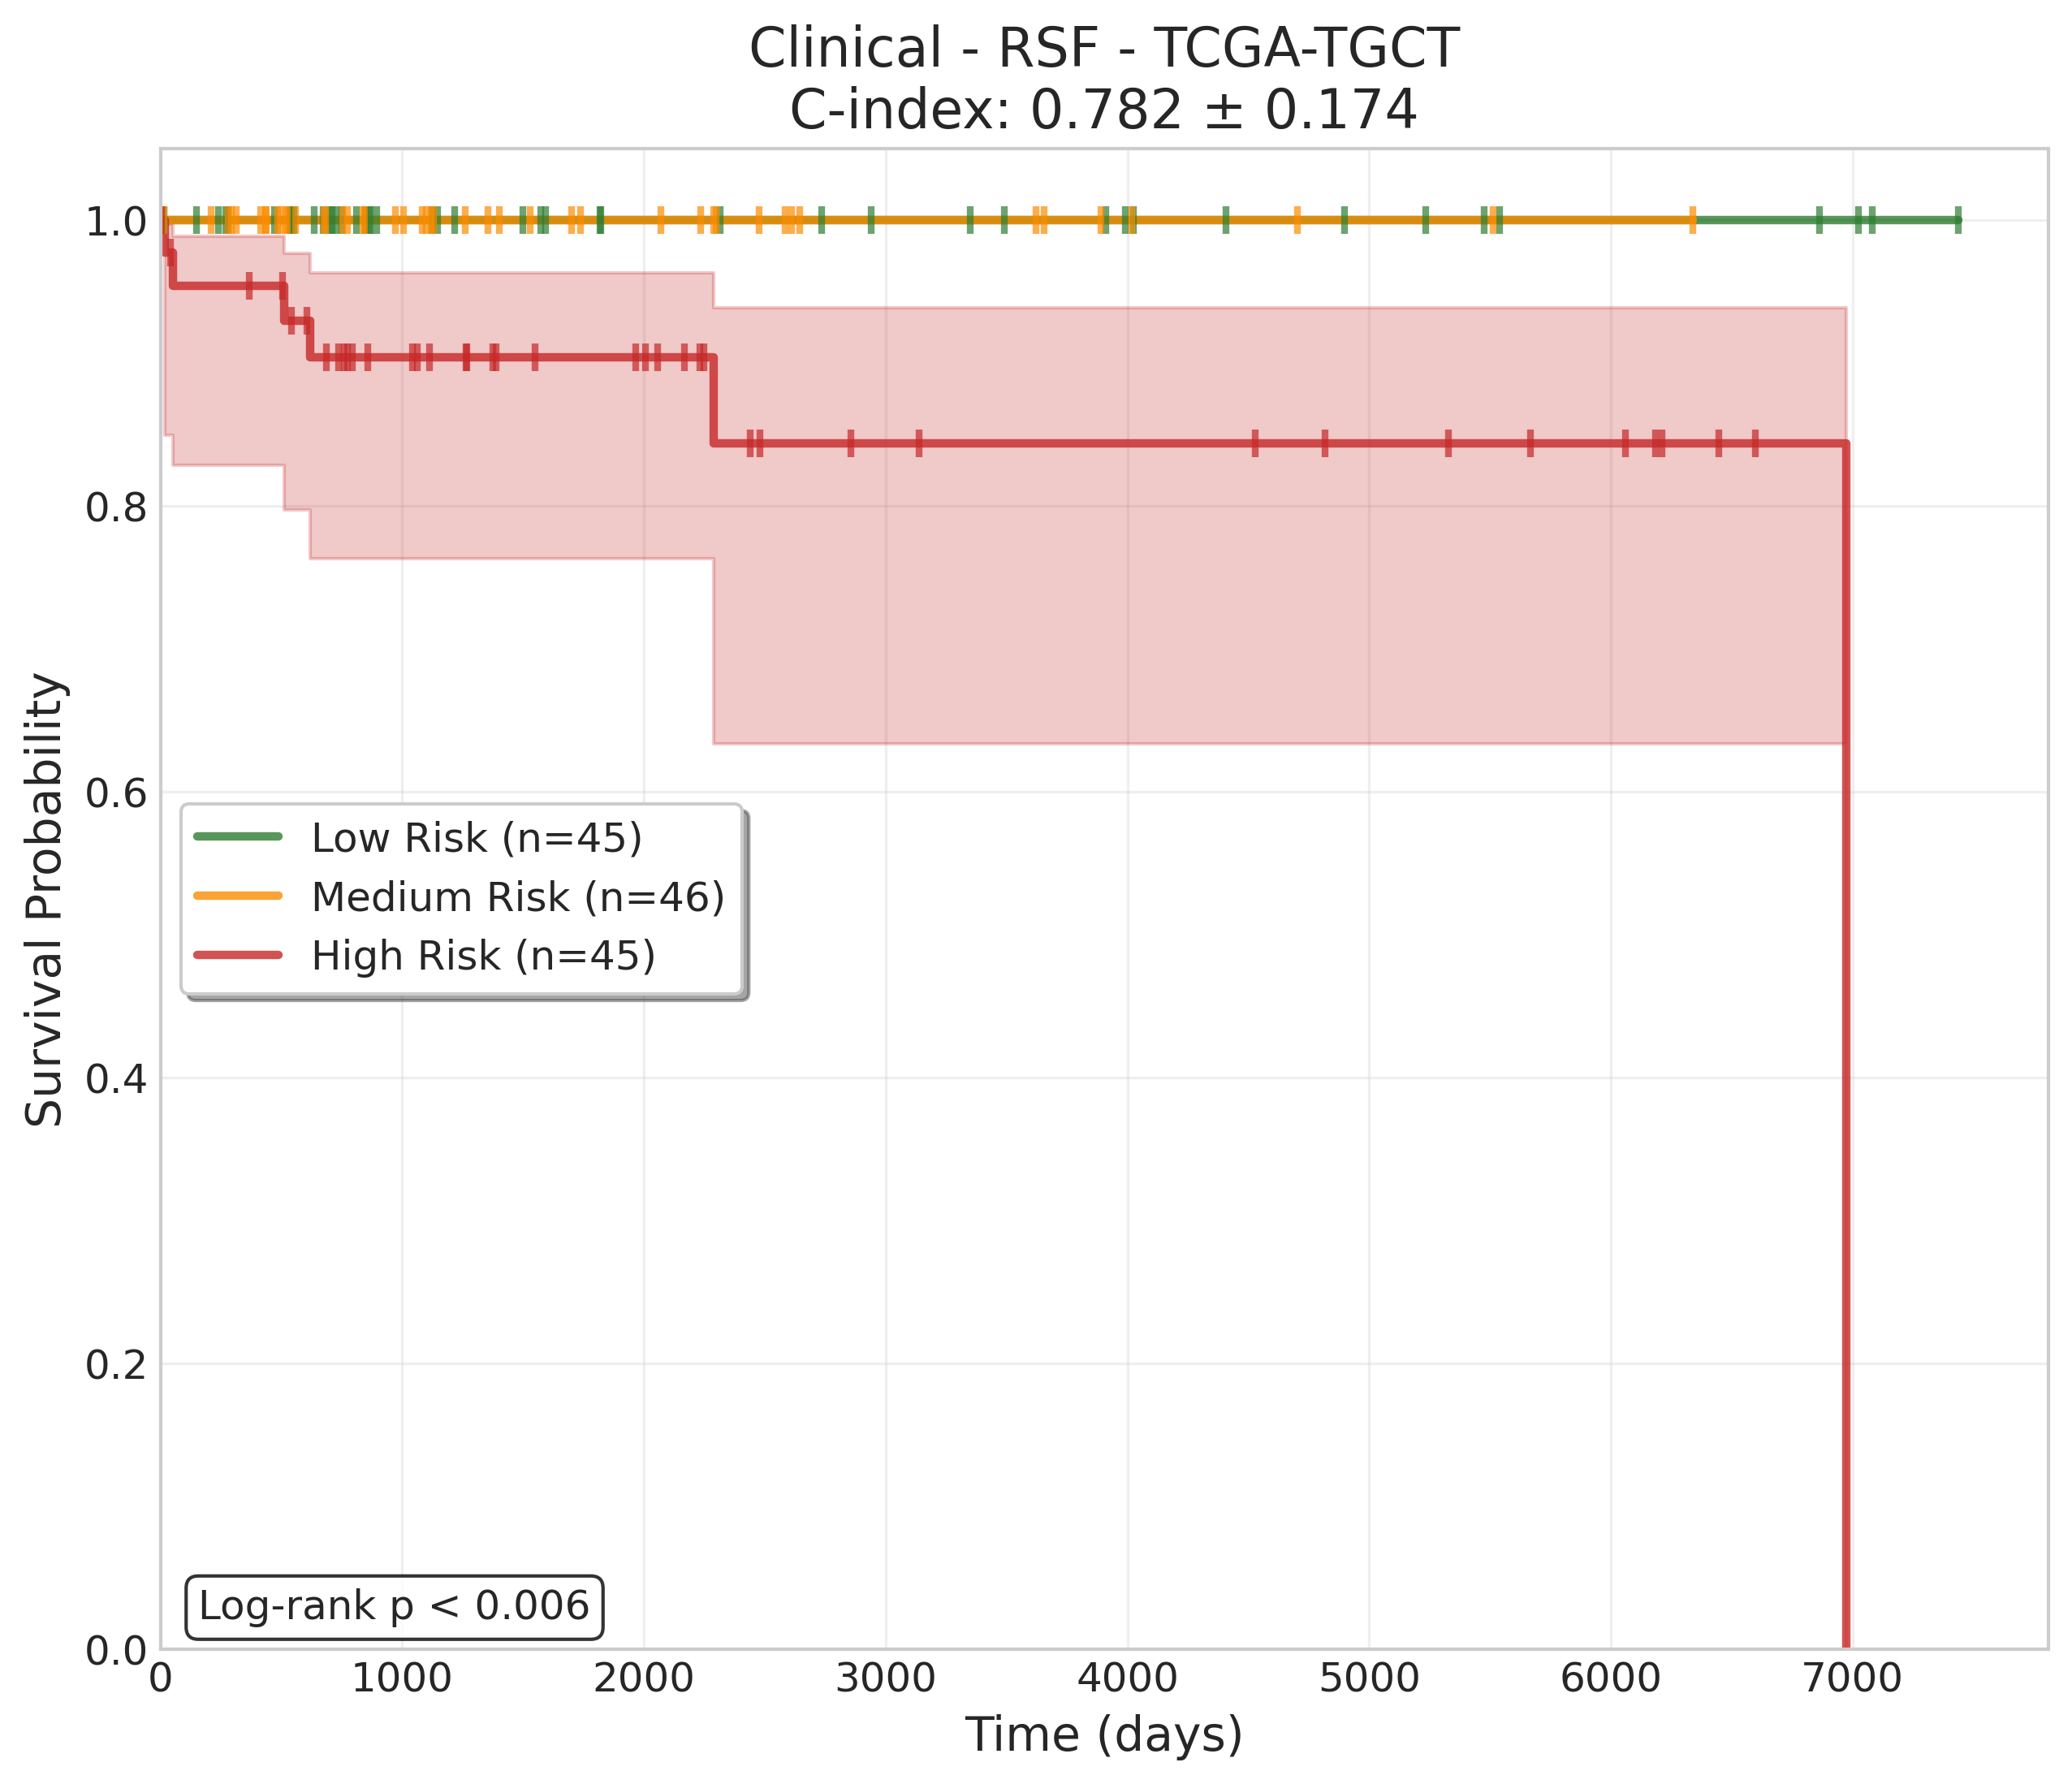 Clinical - RSF - TCGA-TGCT
C-index: 0.782 ± 0.174
Survival Probability
1.0
0.8
0.6
0.4
0.2
0.0
Low Risk (n=45)
Medium Risk (n=46)
High Risk (n=45)
Log-rank p < 0.006
0 1000 2000 3000 4000 5000 6000 7000
Time (days)